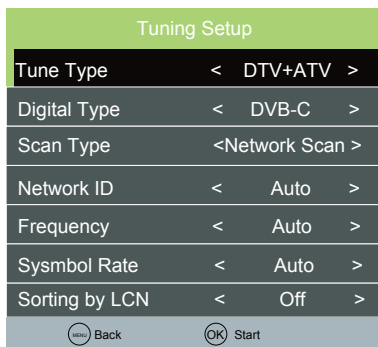 Tuning Setup
Tune Type < DTV+ATV >
Digital Type < DVB-C >
Scan Type <Network Scan >
Network ID < Auto >
Frequency < Auto >
Sysmbol Rate < Auto >
Sorting by LCN < Off >
MENU Back OK Start